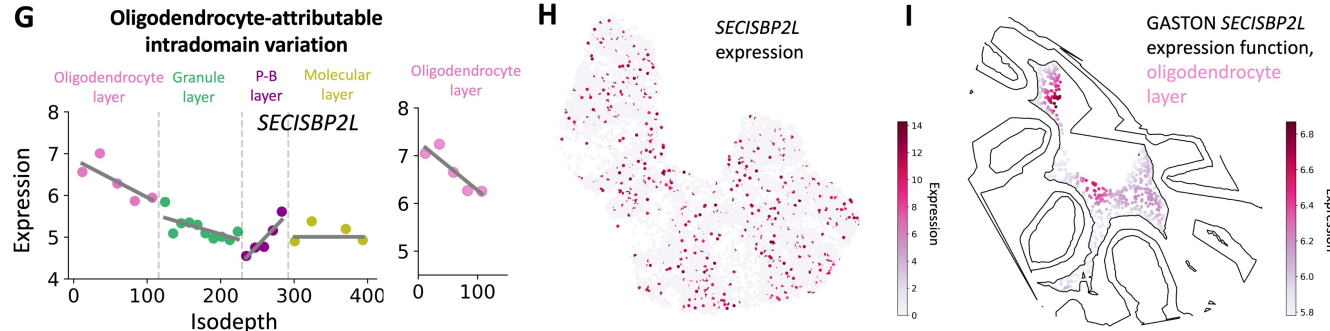 G
Oligodendrocyte-attributable
intradomain variation
Oligodendrocyte
layer
Granule
layer
P-B
layer
Molecular
layer
SECISBP2L
8
7
6
5
4
Expression
0
100
200
300
400
Isodepth
Oligodendrocyte
layer
8
7
6
5
0
100
H
SECISBP2L
expression
14
12
10
8
6
4
2
0
Expression
I
GASTON SECISBP2L
expression function,
oligodendrocyte
layer
6.8
6.6
6.4
6.2
6.0
5.8
Expression